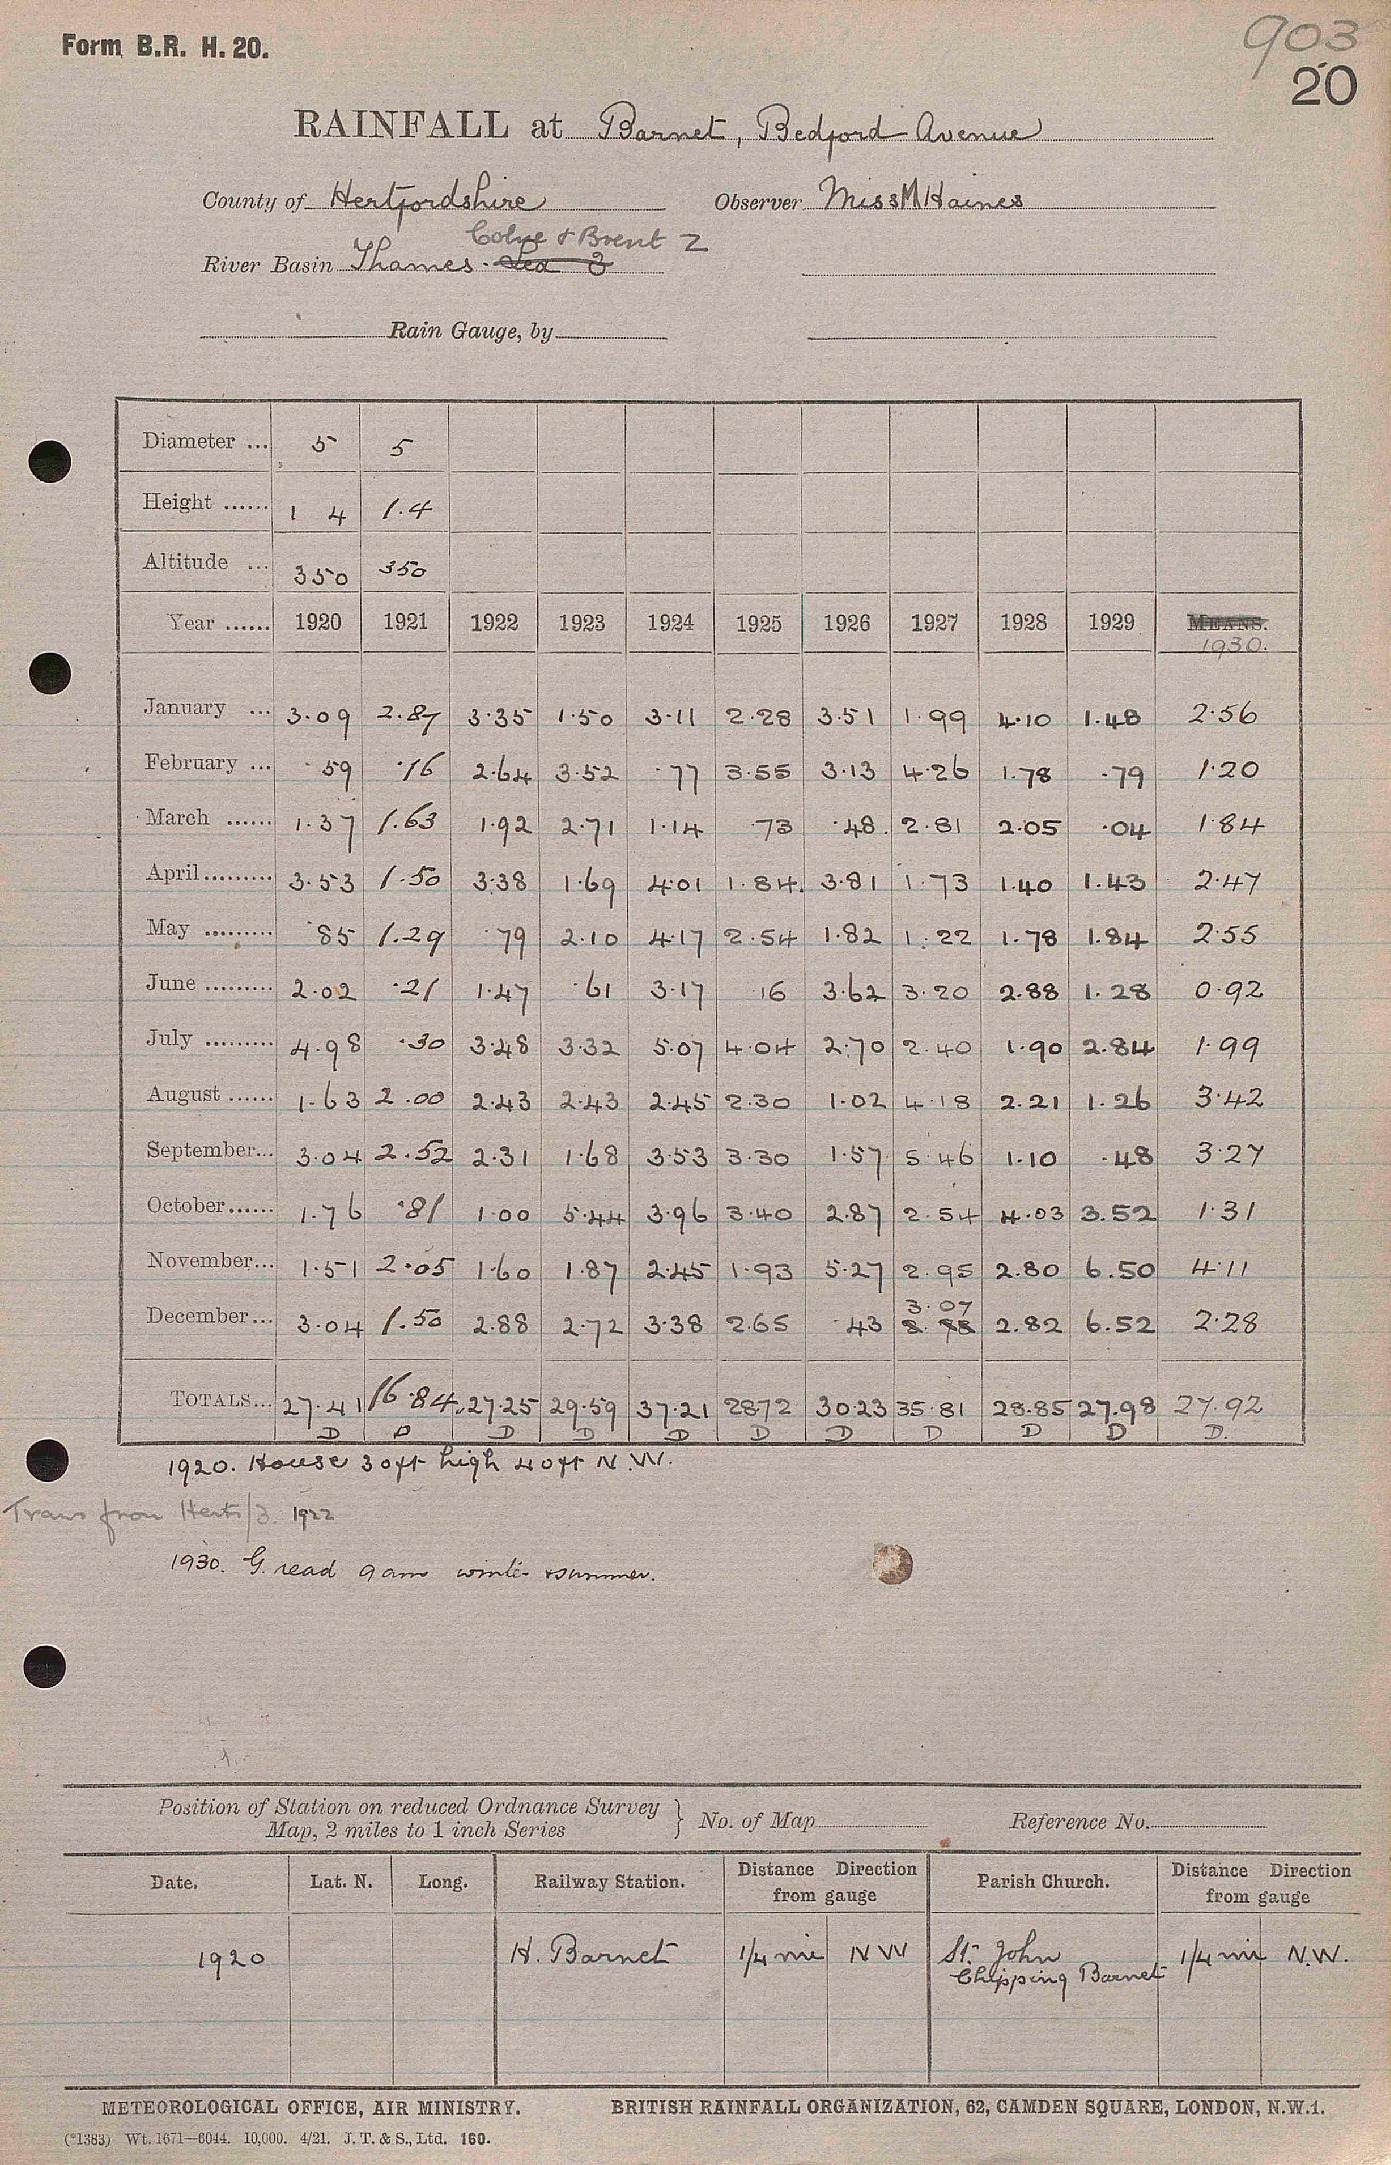 903
Form B.R. H. 20.
20
RAINFALL at Barnet, Bedford Avenue
County of Hertfordshire Observer Miss M Haines
Colne & Brent 2
River Basin Thames. Lea 3
Rain Gauge, by
Diameter ... 5 5
Height ...... 1 4 1.4
Altitude ... 350 350
Year ...... 1920 1921 1922 1923 1924 1925 1926 1927 1928 1929 MEANS.
1930.
January ... 3.09 2.87 3.35 1.50 3.11 2.28 3.51 1.99 4.10 1.48 2.56
February ... .59 .16 2.64 3.52 .77 3.55 3.13 4.26 1.78 .79 1.20
March ...... 1.37 1.63 1.92 2.71 1.14 .73 .48 2.81 2.05 .04 1.84
April ......... 3.53 1.50 3.38 1.69 4.01 1.84 3.81 1.73 1.40 1.43 2.47
May ......... .85 1.29 .79 2.10 4.17 2.54 1.82 1.22 1.78 1.84 2.55
June ......... 2.02 .21 1.47 .61 3.17 .16 3.62 3.20 2.88 1.28 0.92
July ......... 4.98 .30 3.48 3.32 5.07 4.04 2.70 2.40 1.90 2.84 1.99
August ...... 1.63 2.00 2.43 2.43 2.45 2.30 1.02 4.18 2.21 1.26 3.42
September... 3.04 2.52 2.31 1.68 3.53 3.30 1.57 5.46 1.10 .48 3.27
October...... 1.76 .81 1.00 5.44 3.96 3.40 2.87 2.54 4.03 3.52 1.31
November... 1.51 2.05 1.60 1.87 2.45 1.93 5.27 2.95 2.80 6.50 4.11
December... 3.04 1.50 2.88 2.72 3.38 2.65 .43 3.07 2.82 6.52 2.28
TOTALS... 27.41 16.84 27.25 29.59 37.21 28.72 30.23 35.81 28.85 27.98 27.92
D D D D D D D D D D D.
1920. House 30ft high 40ft N.W.
Trans from Herts/3. 1922
1930. G. read 9 am winter & summer.
Position of Station on reduced Ordnance Survey } No. of Map Reference No.
Map, 2 miles to 1 inch Series
Date. Lat. N. Long. Railway Station. Distance Direction from gauge Parish Church. Distance Direction from gauge
1920 H. Barnet 1/4 mi NW St. John 1/4 mi N.W.
Chipping Barnet
METEOROLOGICAL OFFICE, AIR MINISTRY. BRITISH RAINFALL ORGANIZATION, 62, CAMDEN SQUARE, LONDON, N.W.1.
(*1383) Wt. 1671—6044. 10,000. 4/21. J. T. & S., Ltd. 160.